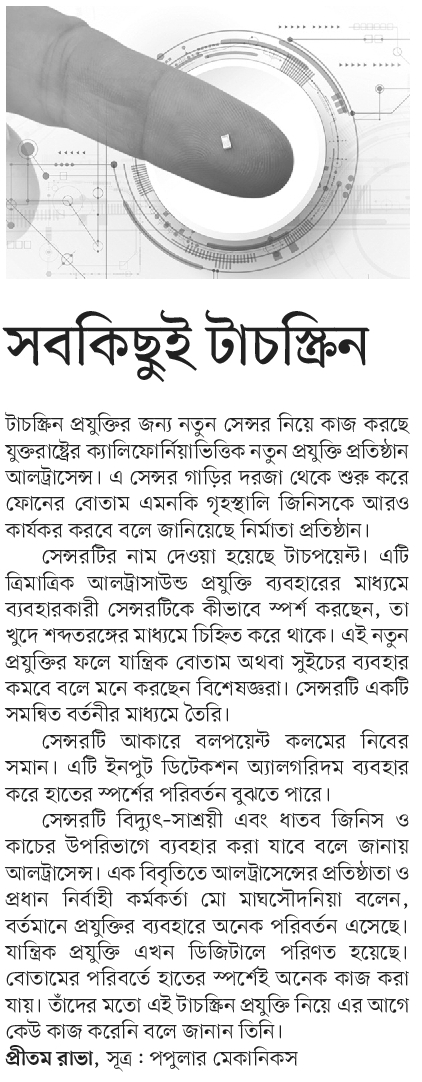 সবকিছুই টাচস্ক্রিন
টাচস্ক্রিন প্রযুক্তির জন্য নতুন সেন্সর নিয়ে কাজ করছে
যুক্তরাষ্ট্রের ক্যালিফোর্নিয়াভিত্তিক নতুন প্রযুক্তি প্রতিষ্ঠান
আলট্রাসেন্স। এ সেন্সর গাড়ির দরজা থেকে শুরু করে
ফোনের বোতাম এমনকি গৃহস্থালি জিনিসকে আরও
কার্যকর করবে বলে জানিয়েছে নির্মাতা প্রতিষ্ঠান।
সেন্সরটির নাম দেওয়া হয়েছে টাচপয়েন্ট। এটি
ত্রিমাত্রিক আলট্রাসাউন্ড প্রযুক্তি ব্যবহারের মাধ্যমে
ব্যবহারকারী সেন্সরটিকে কীভাবে স্পর্শ করছেন, তা
খুদে শব্দতরঙ্গের মাধ্যমে চিহ্নিত করে থাকে। এই নতুন
প্রযুক্তির ফলে যান্ত্রিক বোতাম অথবা সুইচের ব্যবহার
কমবে বলে মনে করছেন বিশেষজ্ঞরা। সেন্সরটি একটি
সমন্বিত বর্তনীর মাধ্যমে তৈরি।
সেন্সরটি আকারে বলপয়েন্ট কলমের নিবের
সমান। এটি ইনপুট ডিটেকশন অ্যালগরিদম ব্যবহার
করে হাতের স্পর্শের পরিবর্তন বুঝতে পারে।
সেন্সরটি বিদ্যুৎ-সাশ্রয়ী এবং ধাতব জিনিস ও
কাচের উপরিভাগে ব্যবহার করা যাবে বলে জানায়
আলট্রাসেন্স। এক বিবৃতিতে আলট্রাসেন্সের প্রতিষ্ঠাতা ও
প্রধান নির্বাহী কর্মকর্তা মো মাঘসৌদনিয়া বলেন,
বর্তমানে প্রযুক্তির ব্যবহারে অনেক পরিবর্তন এসেছে।
যান্ত্রিক প্রযুক্তি এখন ডিজিটালে পরিণত হয়েছে।
বোতামের পরিবর্তে হাতের স্পর্শেই অনেক কাজ করা
যায়। তাঁদের মতো এই টাচস্ক্রিন প্রযুক্তি নিয়ে এর আগে
কেউ কাজ করেনি বলে জানান তিনি।
প্রীতম রাভা, সূত্র : পপুলার মেকানিকস